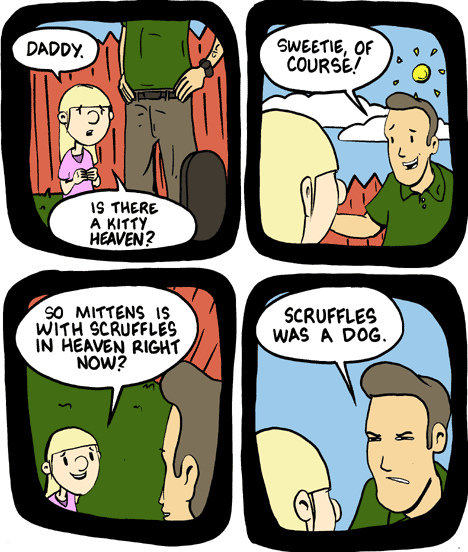 DADDY.
IS THERE
A KITTY
HEAVEN?
SWEETIE, OF
COURSE!
SO MITTENS IS
WITH SCRUFFLES
IN HEAVEN RIGHT
NOW?
SCRUFFLES
WAS A DOG.